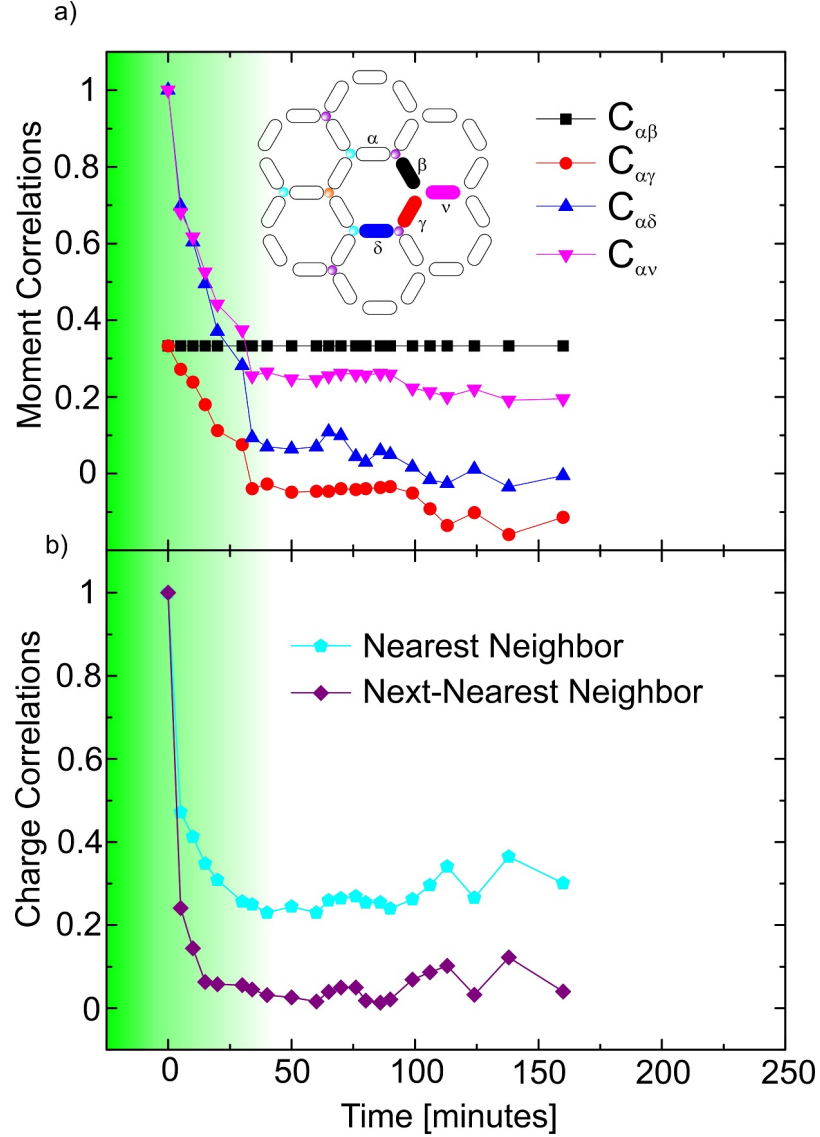 a)
1
0.8
0.6
0.4
0.2
0
Moment Correlations
α
β
ν
γ
δ
Cαβ
Cαγ
Cαδ
Cαν
b)
1
0.8
0.6
0.4
0.2
0
Charge Correlations
Nearest Neighbor
Next-Nearest Neighbor
0 50 100 150 200 250
Time [minutes]